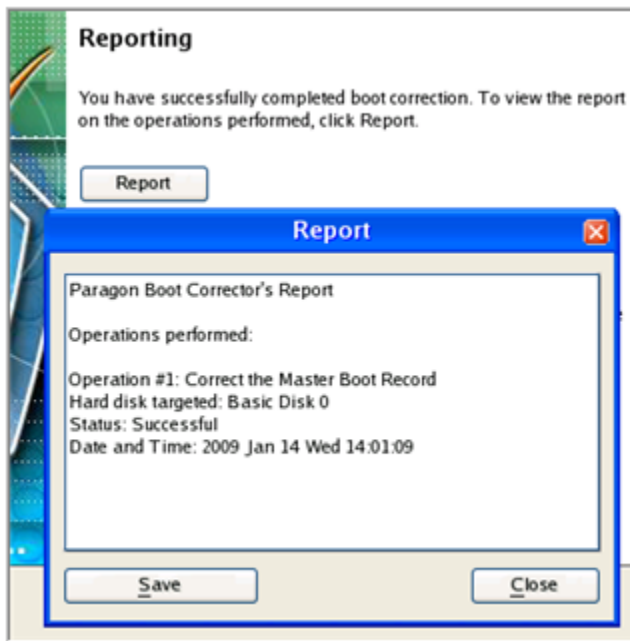 Reporting
You have successfully completed boot correction. To view the report
on the operations performed, click Report.
Report
Report
Paragon Boot Corrector's Report
Operations performed:
Operation #1: Correct the Master Boot Record
Hard disk targeted: Basic Disk 0
Status: Successful
Date and Time: 2009 Jan 14 Wed 14:01:09
Save
Close